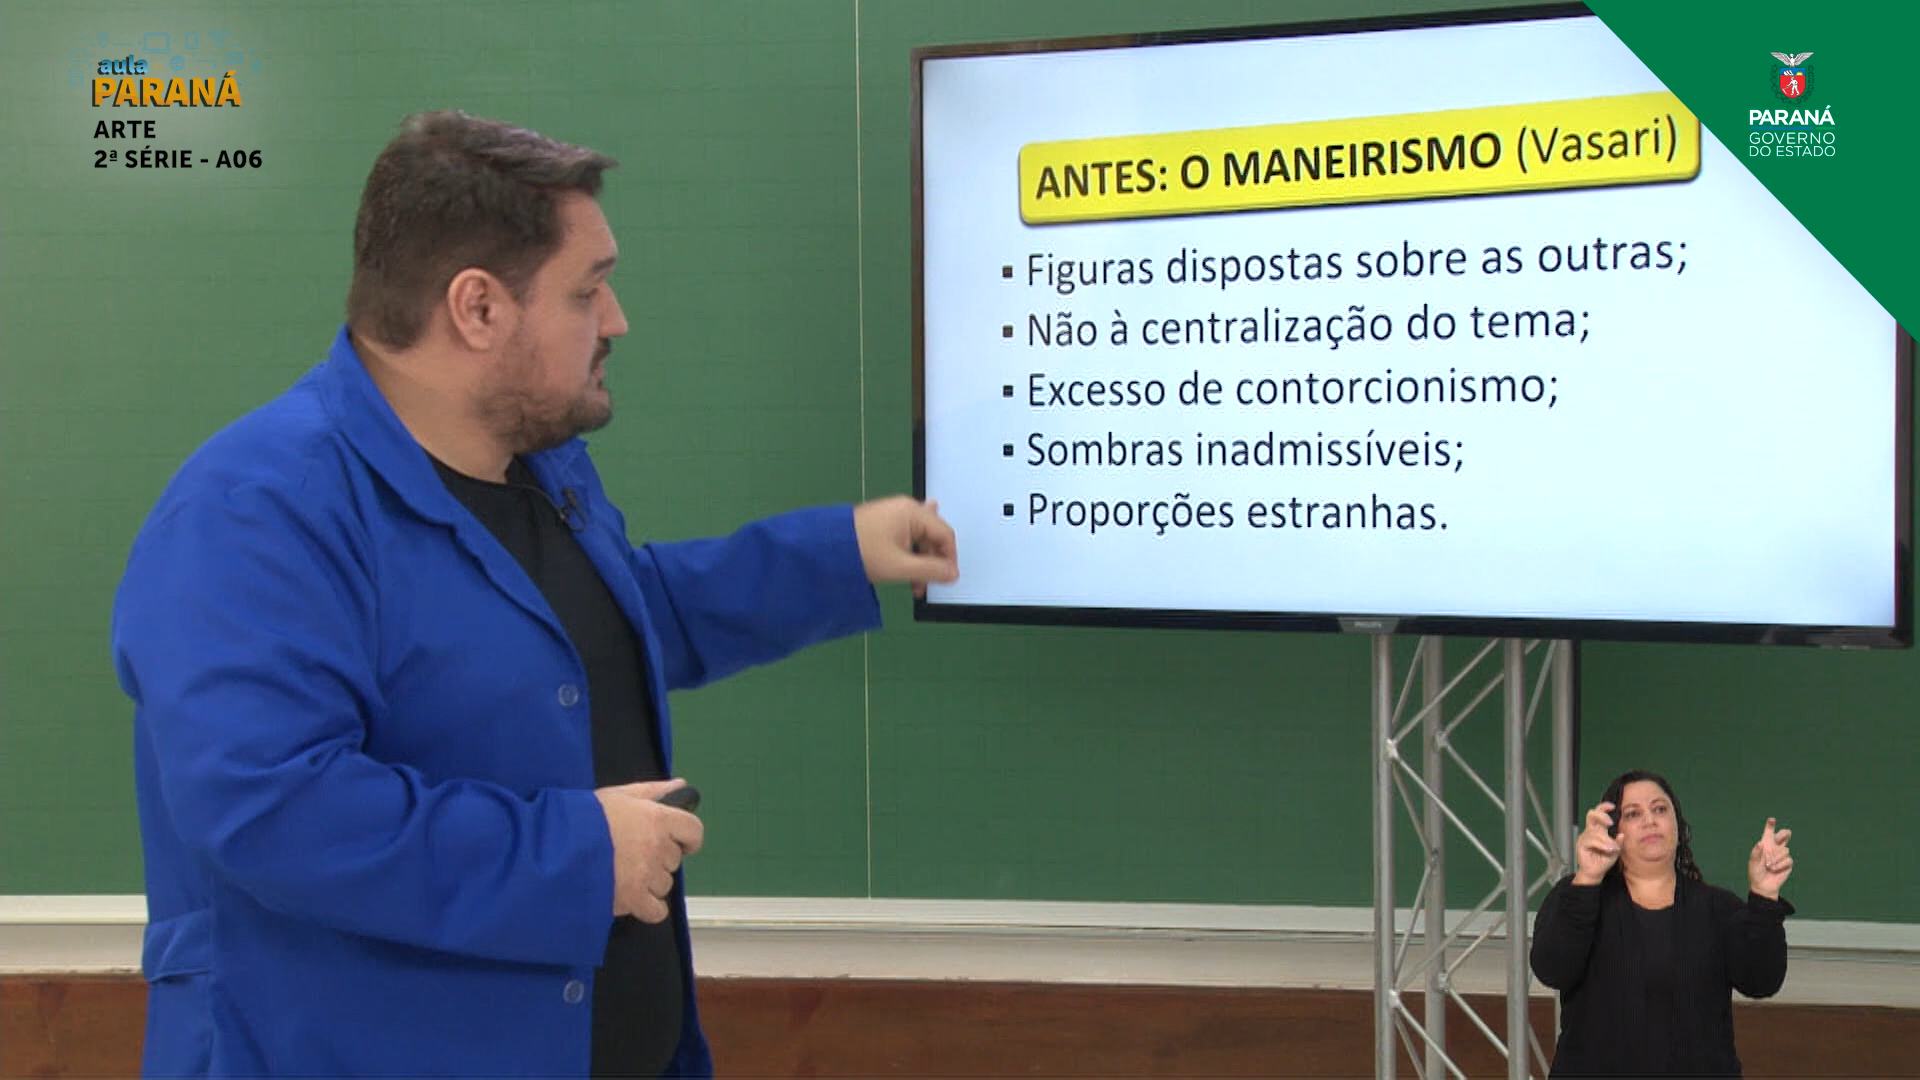 aula
PARANÁ
ARTE
2ª SÉRIE - A06
PARANÁ
GOVERNO
DO ESTADO
ANTES: O MANEIRISMO (Vasari)
▪ Figuras dispostas sobre as outras;
▪ Não à centralização do tema;
▪ Excesso de contorcionismo;
▪ Sombras inadmissíveis;
▪ Proporções estranhas.
PHILIPS